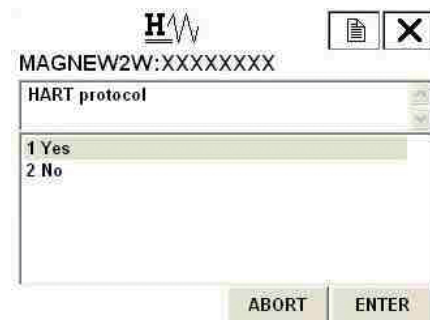 H
MAGNEW2W:XXXXXXXX
HART protocol
1 Yes
2 No
ABORT ENTER